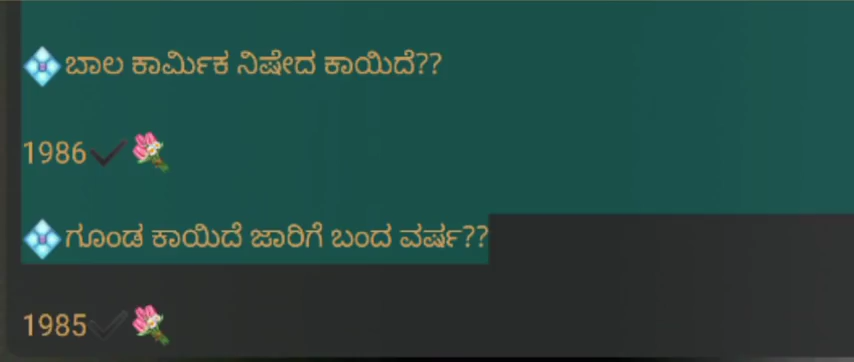 💠ಬಾಲ ಕಾರ್ಮಿಕ ನಿಷೇದ ಕಾಯಿದೆ??
1986✔💐
💠ಗೂಂಡ ಕಾಯಿದೆ ಜಾರಿಗೆ ಬಂದ ವರ್ಷ??
1985✔💐